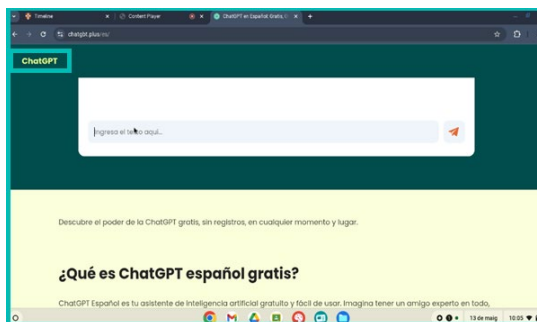 Timeline
Content Player
ChatGPT en Español Gratis, S
chatgpt.plus/es/
ChatGPT
Ingresa el texto aquí...
Descubre el poder de la ChatGPT gratis, sin registros, en cualquier momento y lugar.
¿Qué es ChatGPT español gratis?
ChatGPT Español es tu asistente de inteligencia artificial gratuito y fácil de usar. Imagina tener un amigo experto en todo,
13 de maig
10:05